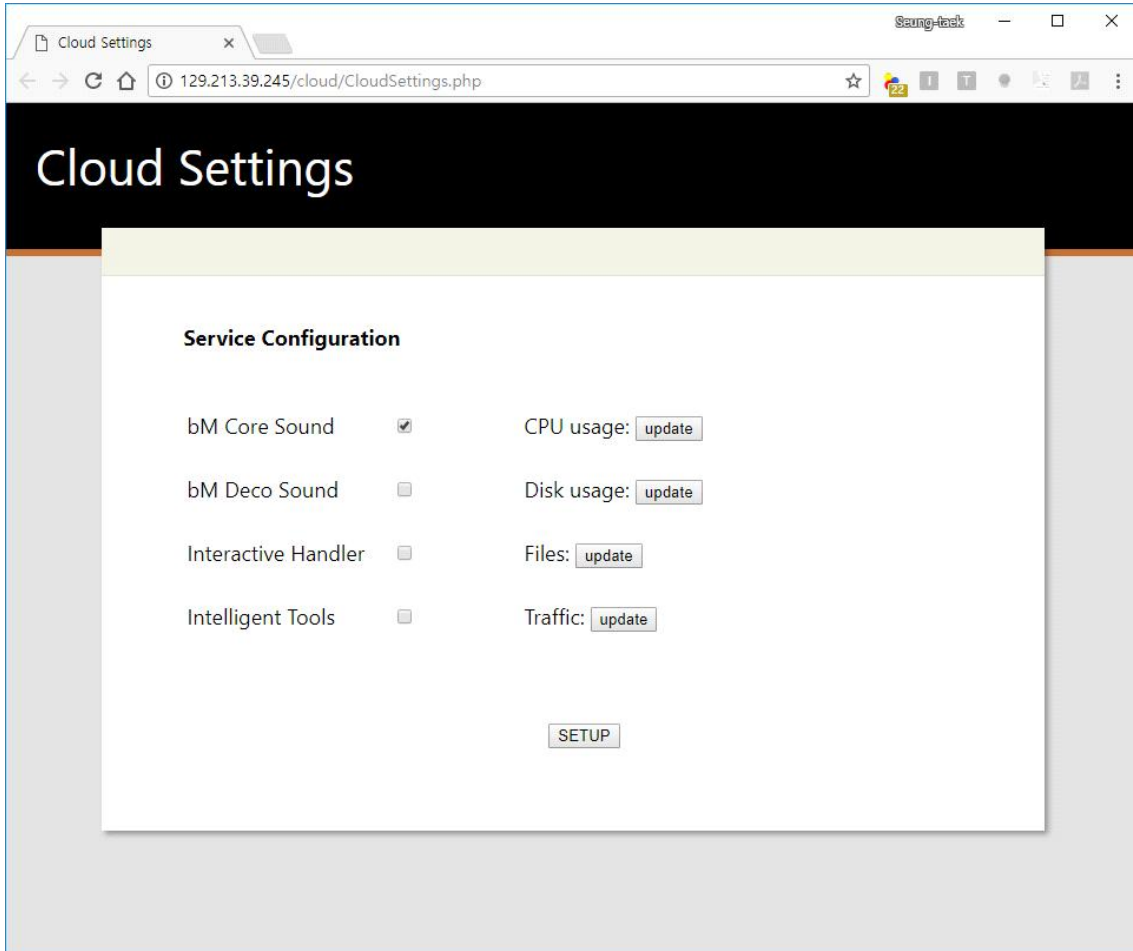 Seung-taek
Cloud Settings
129.213.39.245/cloud/CloudSettings.php
22 I T
Cloud Settings
Service Configuration
bM Core Sound CPU usage: update
bM Deco Sound Disk usage: update
Interactive Handler Files: update
Intelligent Tools Traffic: update
SETUP